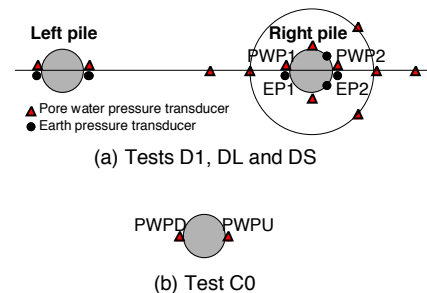 Left pile
Right pile
PWP1
PWP2
EP1
EP2
Pore water pressure transducer
Earth pressure transducer
(a) Tests D1, DL and DS
PWPD
PWPU
(b) Test C0